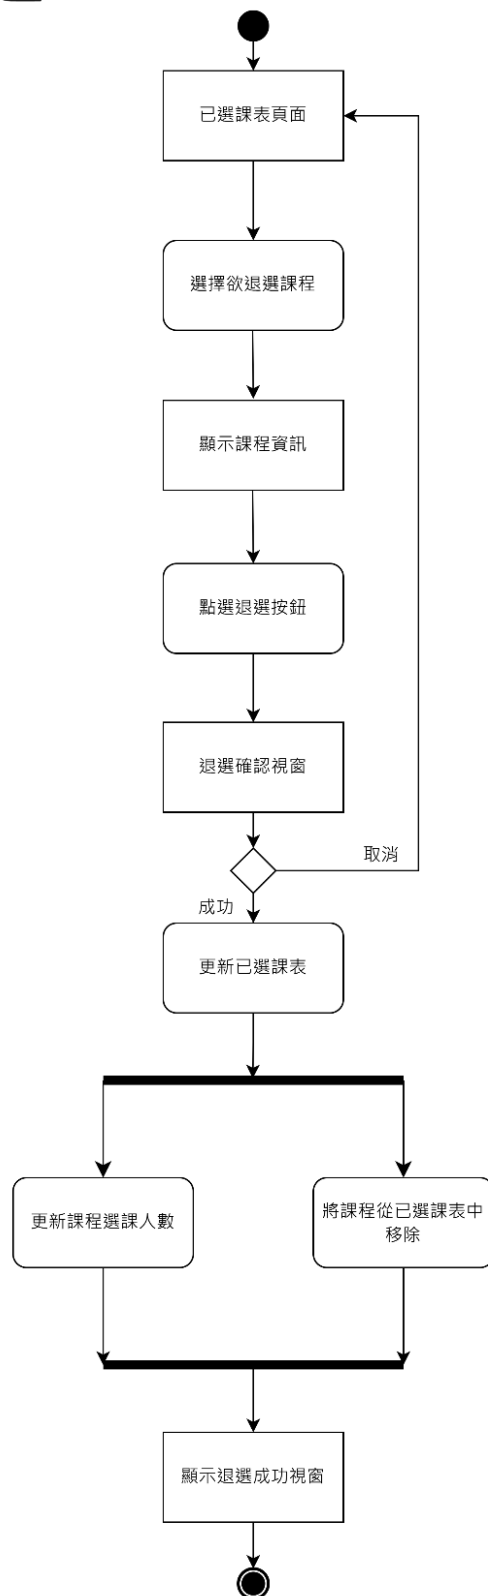 已選課表頁面
選擇欲退選課程
顯示課程資訊
點選退選按鈕
退選確認視窗
取消
成功
更新已選課表
更新課程選課人數
將課程從已選課表中
移除
顯示退選成功視窗